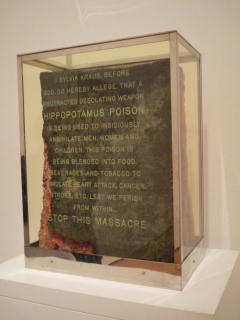 I SYLVIA KRAUS, BEFORE
GOD, DO HEREBY ALLEGE, THAT A
PROTRACTED DESOLATING WEAPON
HIPPOPOTAMUS POISON
IS BEING USED TO INSIDIOUSLY
ANNIHILATE MEN, WOMEN AND
CHILDREN. THIS POISON IS
BEING BLENDED INTO FOOD,
BEVERAGES AND TOBACCO TO
SIMULATE HEART ATTACK, CANCER,
STROKE, ETC. LEST WE PERISH
FROM WITHIN,
STOP THIS MASSACRE